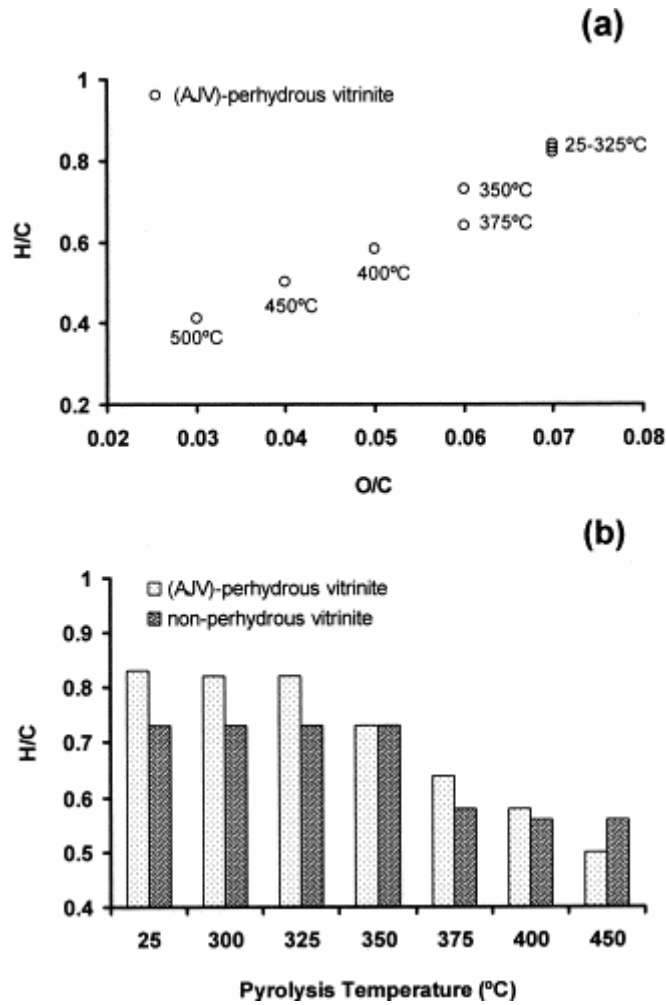 (a)
1
(AJV)-perhydrous vitrinite
25-325ºC
0.8
350ºC
375ºC
H/C
0.6
400ºC
450ºC
0.4
500ºC
0.2
0.02 0.03 0.04 0.05 0.06 0.07 0.08
O/C
(b)
1
(AJV)-perhydrous vitrinite
0.9
non-perhydrous vitrinite
0.8
H/C
0.7
0.6
0.5
0.4
25 300 325 350 375 400 450
Pyrolysis Temperature (ºC)